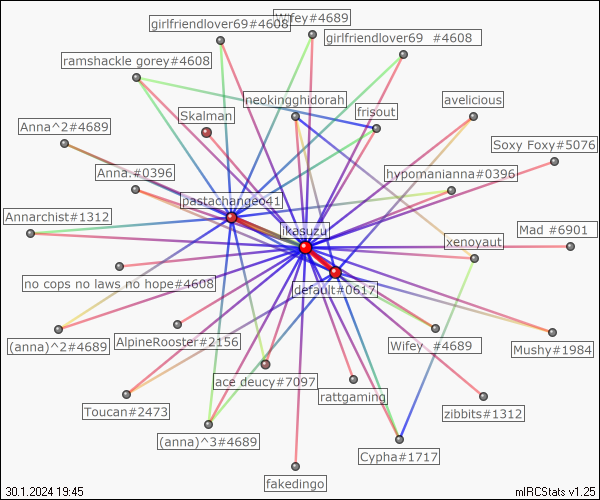 Wifey#4689
girlfriendlover69#4608
girlfriendlover69  #4608
ramshackle gorey#4608
neokingghidorah
avelicious
frisout
Skalman
Anna^2#4689
Soxy Foxy#5076
Anna.#0396
hypomanianna#0396
pastachangeo41
Annarchist#1312
ikasuzu
Mad #6901
xenoyaut
no cops no laws no hope#4608
default#0617
(anna)^2#4689
AlpineRooster#2156
Wifey  #4689
Mushy#1984
ace deucy#7097
rattgaming
Toucan#2473
zibbits#1312
(anna)^3#4689
Cypha#1717
fakedingo
30.1.2024 19:45
mIRCStats v1.25